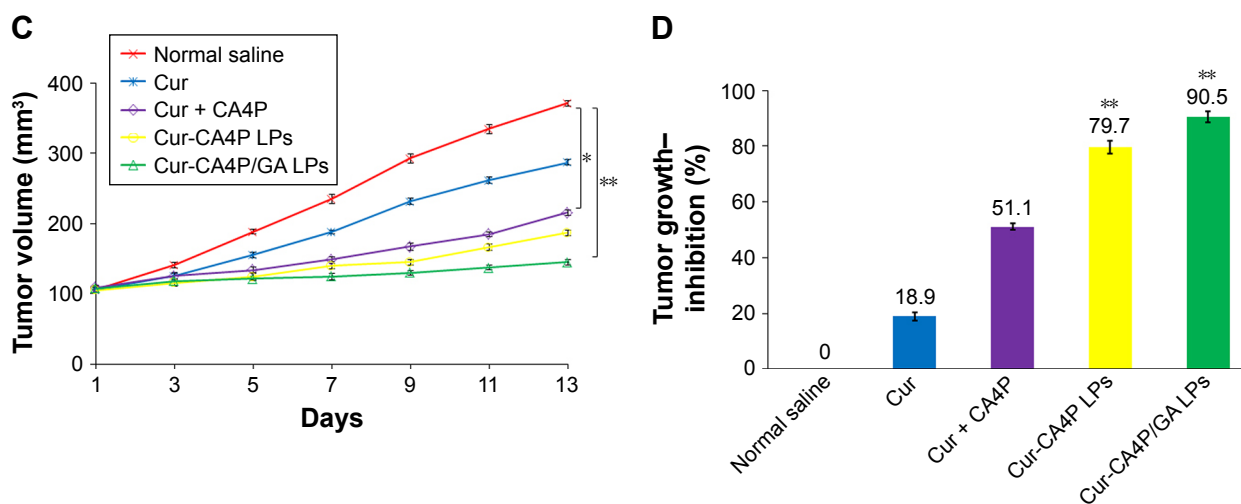 C
Normal saline
Cur
Cur + CA4P
Cur-CA4P LPs
Cur-CA4P/GA LPs
Tumor volume (mm³)
400
300
200
100
0
1 3 5 7 9 11 13
Days
*
**
D
Tumor growth–
inhibition (%)
100
80
60
40
20
0
0
18.9
51.1
**
79.7
**
90.5
Normal saline
Cur
Cur + CA4P
Cur-CA4P LPs
Cur-CA4P/GA LPs